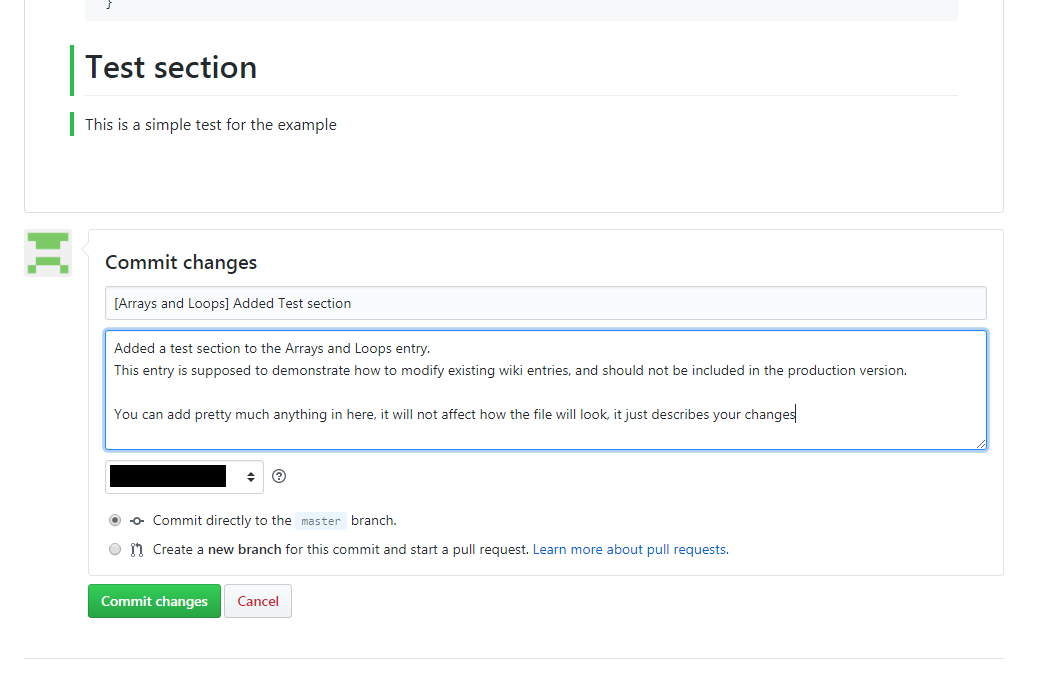 }
Test section
This is a simple test for the example
Commit changes
[Arrays and Loops] Added Test section
Added a test section to the Arrays and Loops entry.
This entry is supposed to demonstrate how to modify existing wiki entries, and should not be included in the production version.
You can add pretty much anything in here, it will not affect how the file will look, it just describes your changes
Commit directly to the master branch.
Create a new branch for this commit and start a pull request. Learn more about pull requests.
Commit changes Cancel